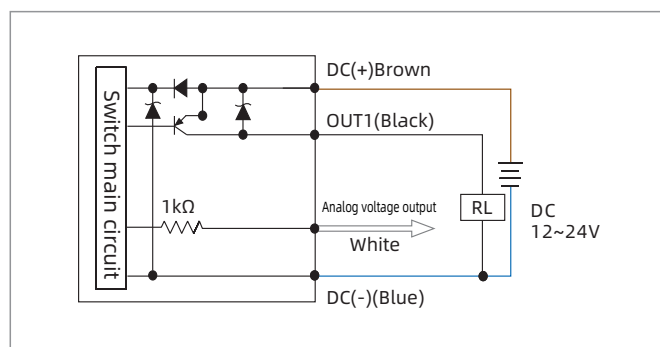 DC(+)Brown
Switch main circuit
OUT1(Black)
1kΩ
Analog voltage output
White
RL
DC
12~24V
DC(-)(Blue)